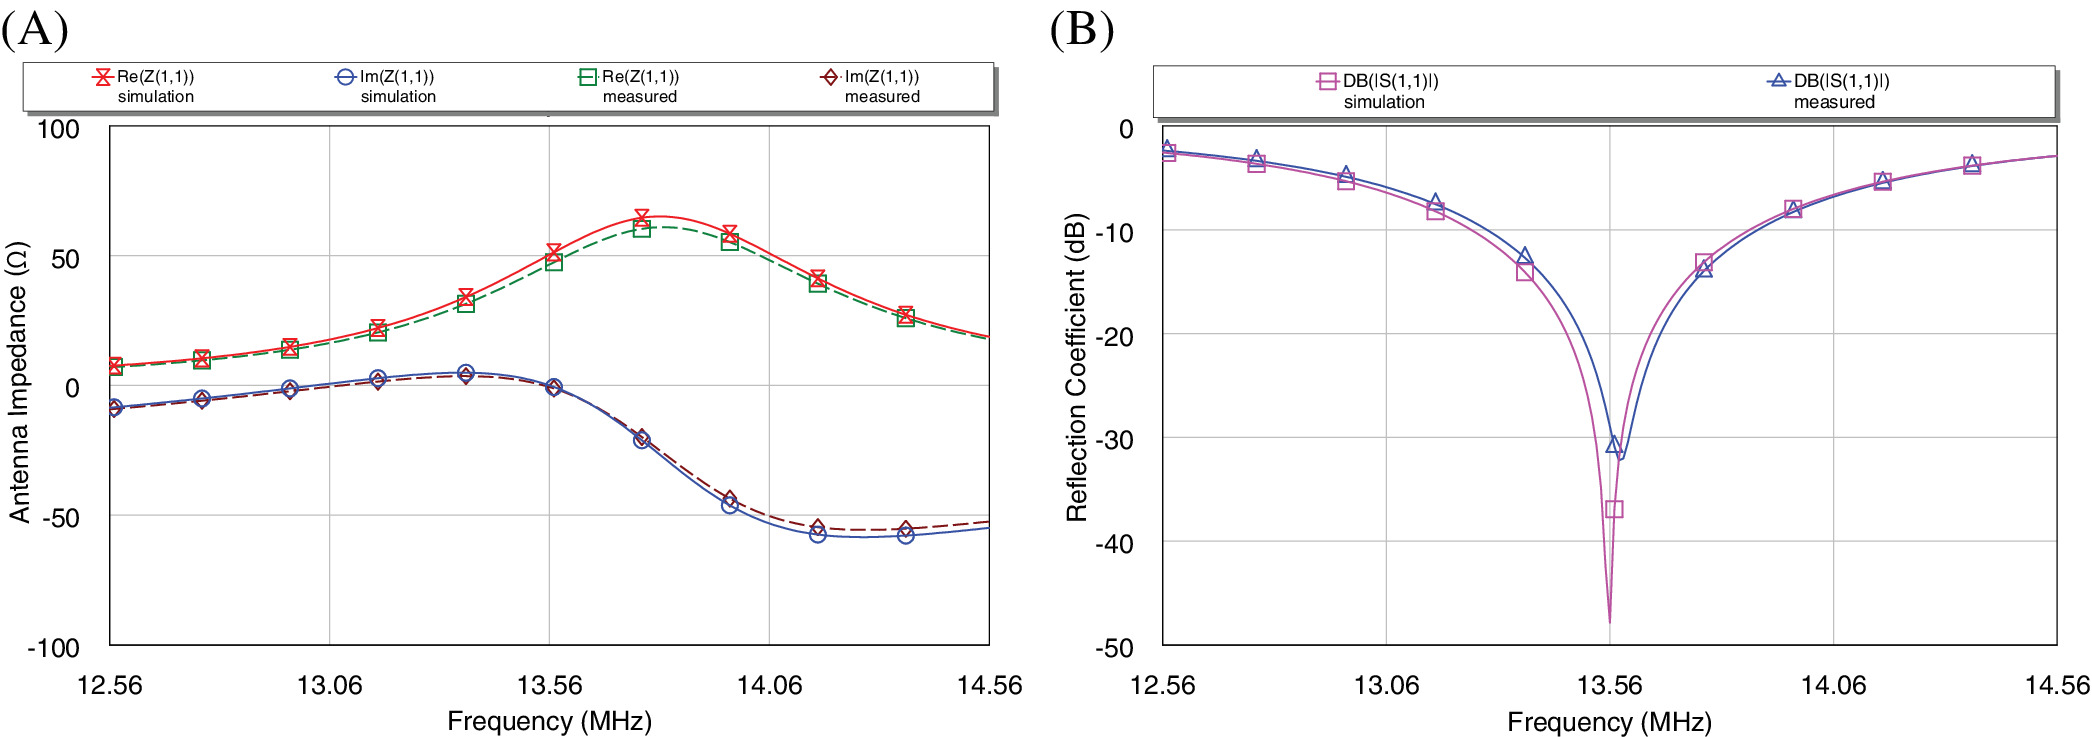 (A)
Re(Z(1,1)) Im(Z(1,1)) Re(Z(1,1)) Im(Z(1,1))
simulation simulation measured measured
100
50
0
-50
-100
Antenna Impedance (Ω)
12.56 13.06 13.56 14.06 14.56
Frequency (MHz)
(B)
DB(|S(1,1)|) DB(|S(1,1)|)
simulation measured
0
-10
-20
-30
-40
-50
Reflection Coefficient (dB)
12.56 13.06 13.56 14.06 14.56
Frequency (MHz)